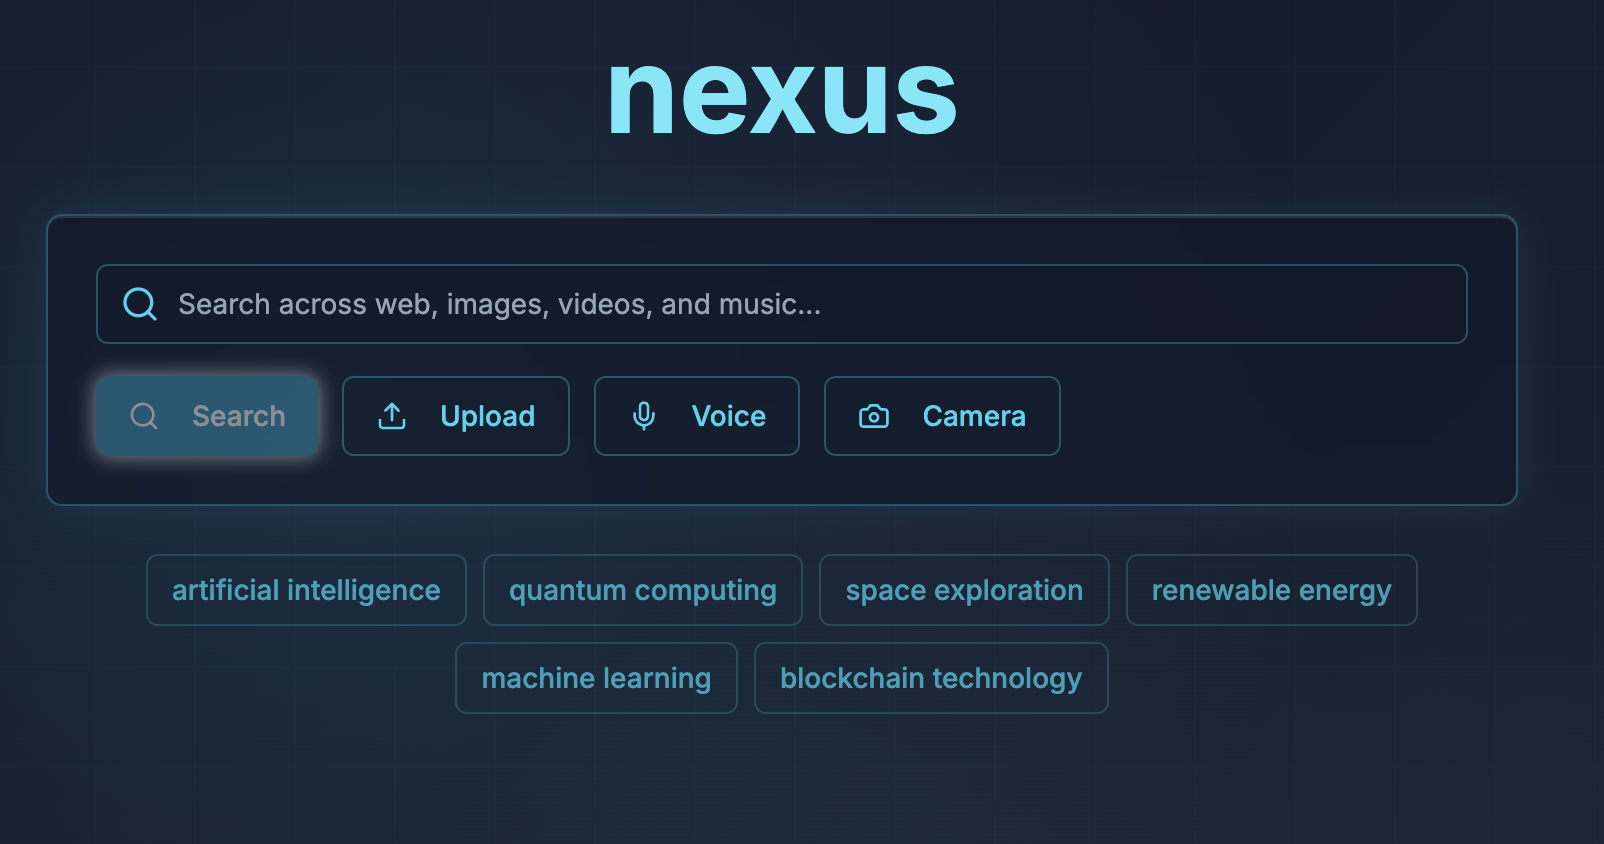 nexus
Search across web, images, videos, and music...
Search Upload Voice Camera
artificial intelligence quantum computing space exploration renewable energy
machine learning blockchain technology